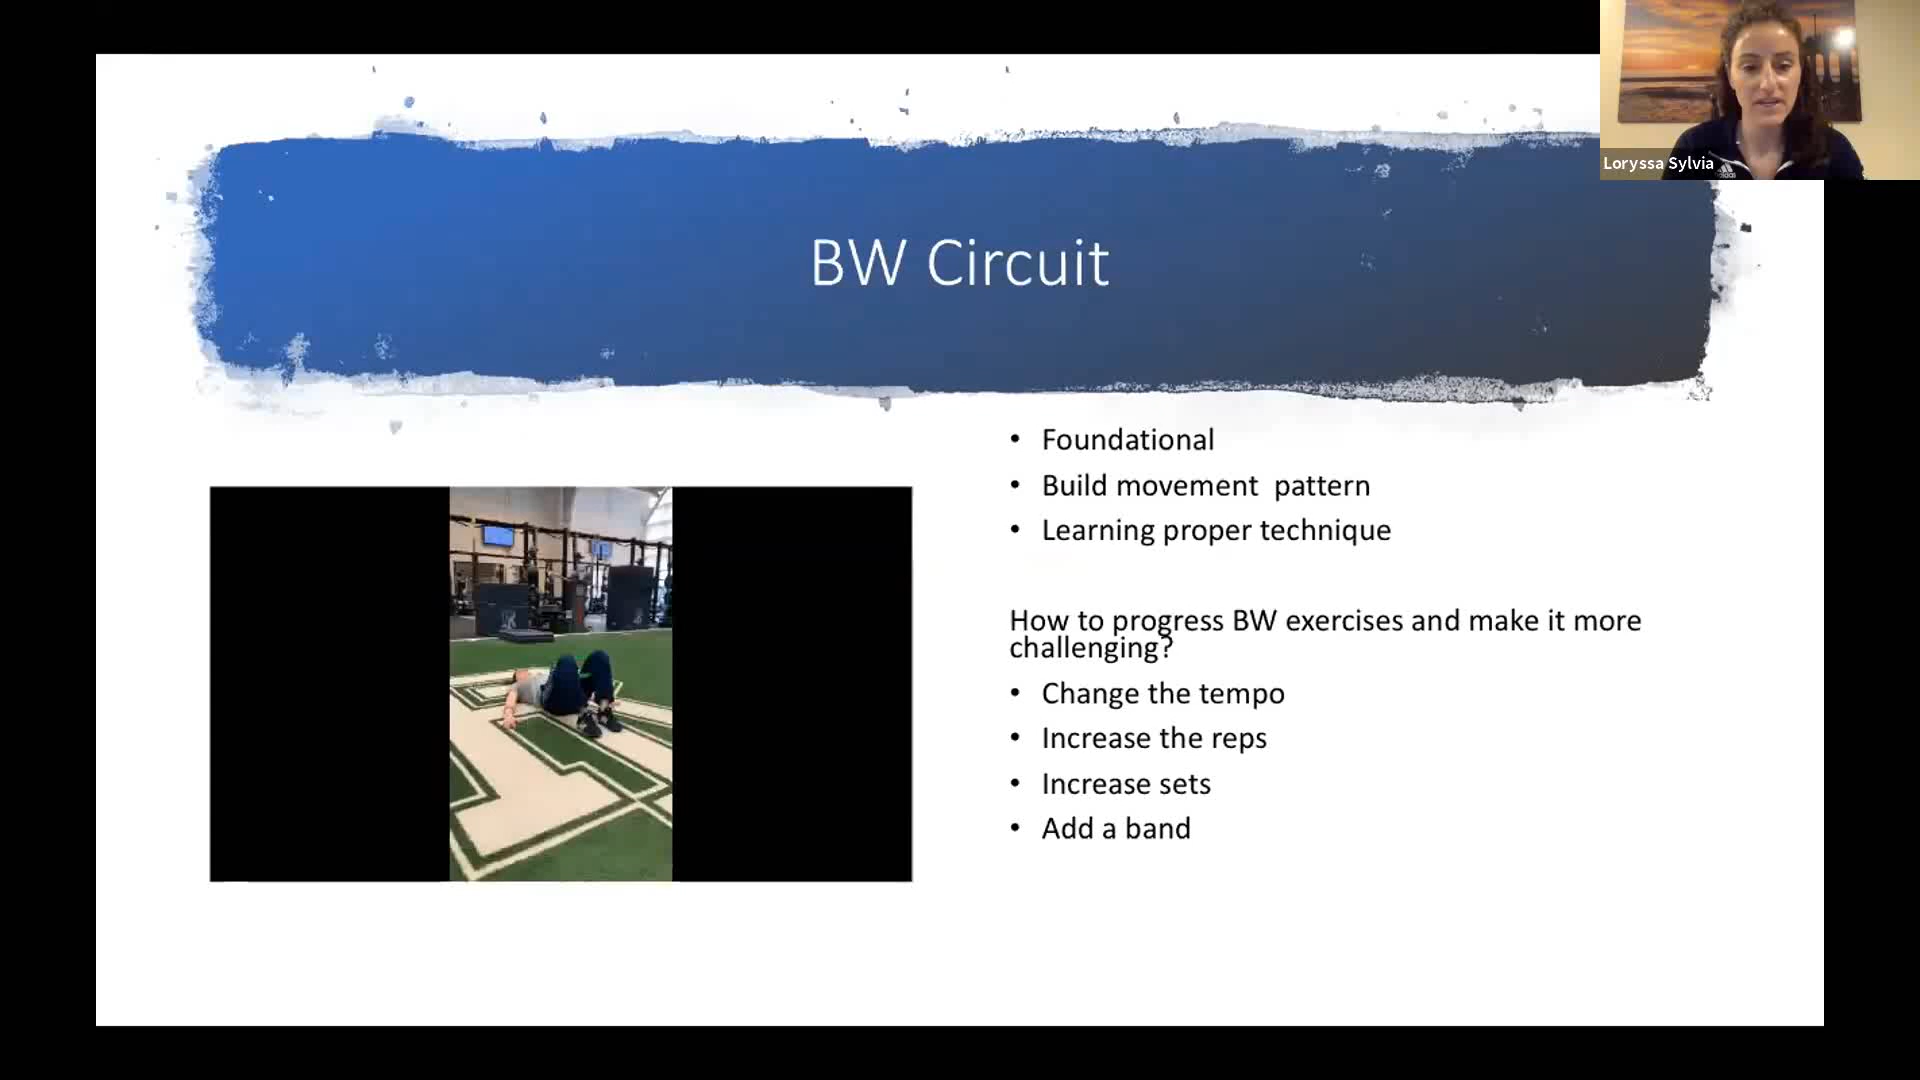 Loryssa Sylvia
adidas
BW Circuit
• Foundational
• Build movement  pattern
• Learning proper technique
How to progress BW exercises and make it more
challenging?
• Change the tempo
• Increase the reps
• Increase sets
• Add a band